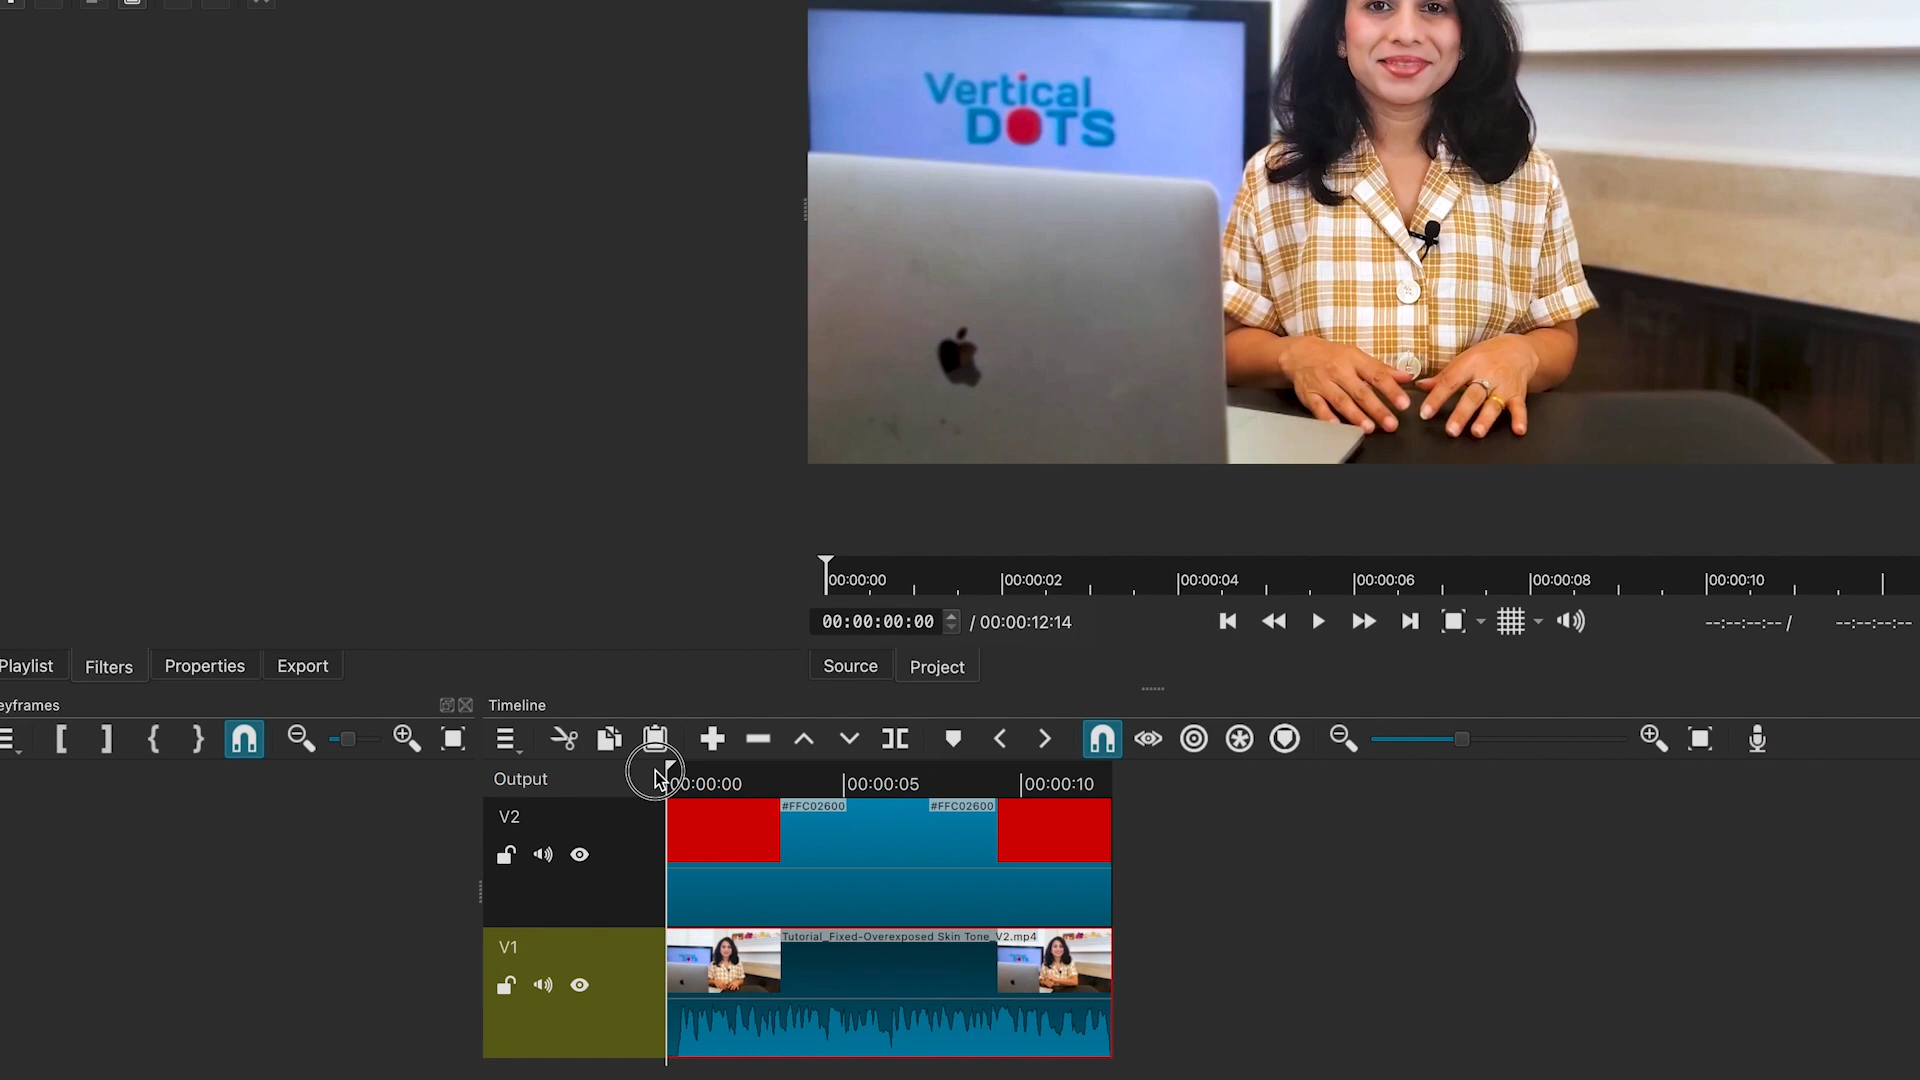 Vertical
DOTS
00:00:00
00:00:02
00:00:04
00:00:06
00:00:08
00:00:10
00:00:00:00 / 00:00:12:14
--:--:--:-- / --:--:--:--
Playlist
Filters
Properties
Export
Source
Project
eyframes
Timeline
Output
00:00:00
00:00:05
00:00:10
V2
#FFC02600
#FFC02600
V1
Tutorial_Fixed-Overexposed Skin Tone_V2.mp4